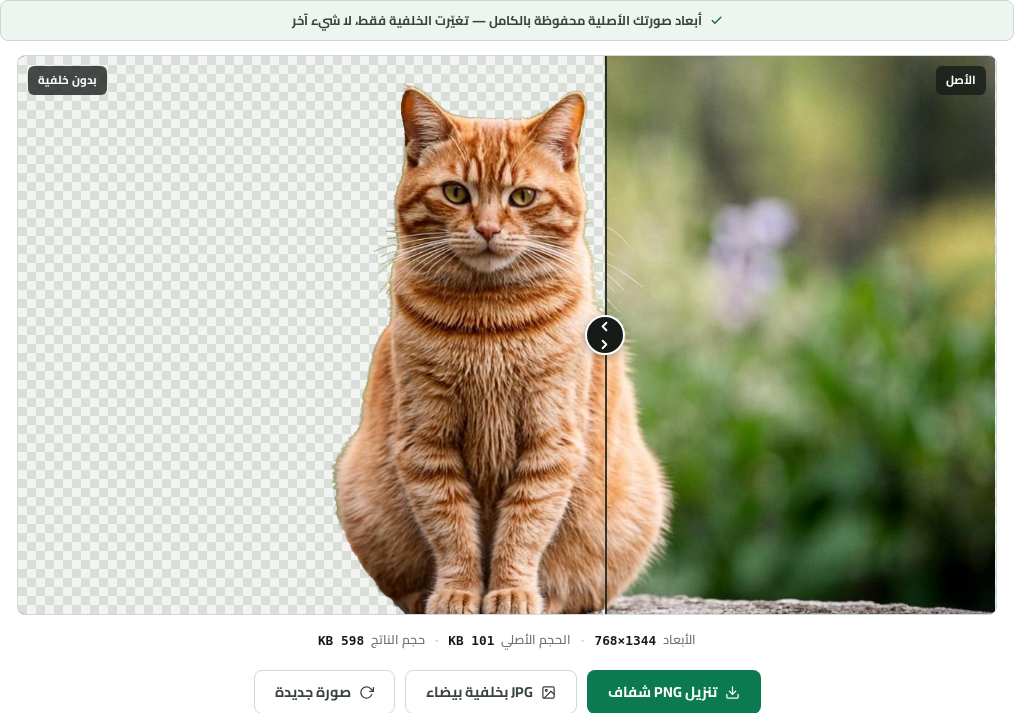 أبعاد صورتك الأصلية محفوظة بالكامل — تغيّرت الخلفية فقط، لا شيء آخر
الأصل
بدون خلفية
الأبعاد 1344×768 · الحجم الأصلي 101 KB · حجم الناتج 598 KB
تنزيل PNG شفاف
JPG بخلفية بيضاء
صورة جديدة